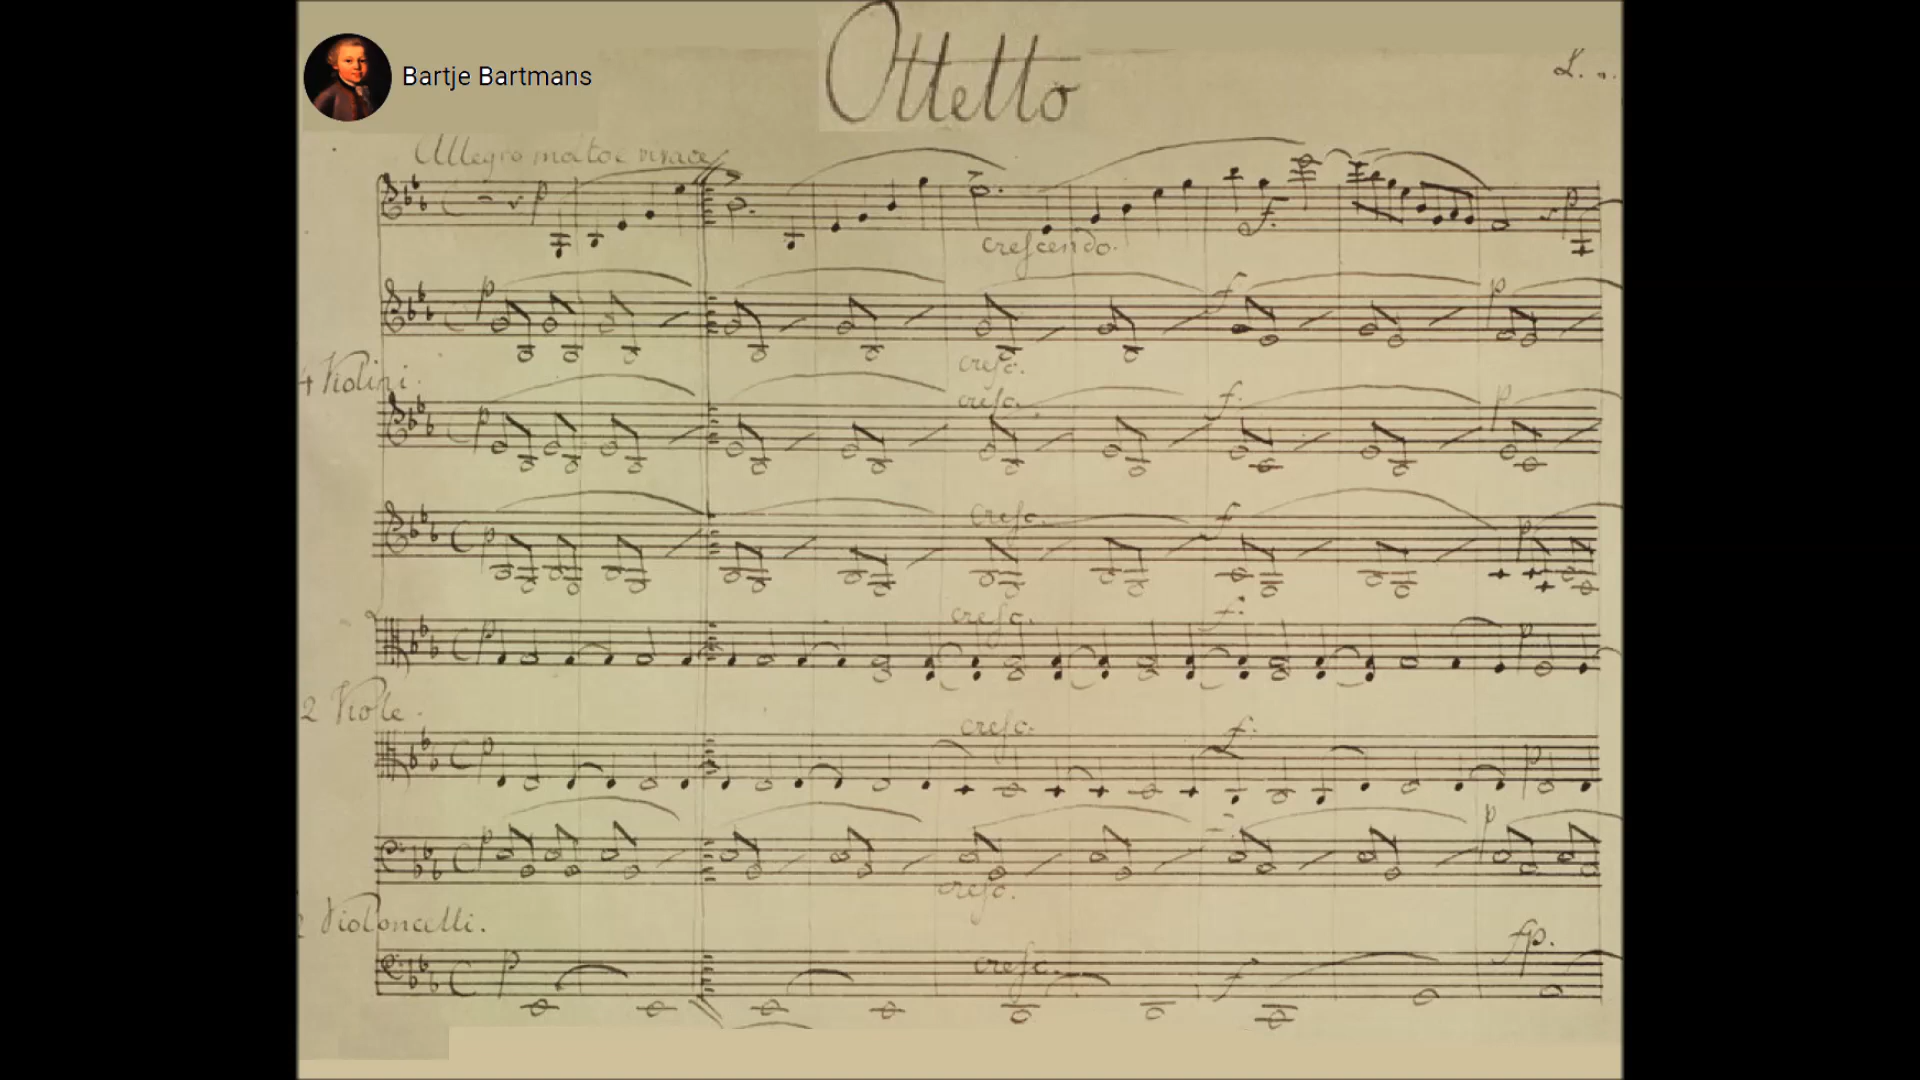 Ottetto
Bartje Bartmans
Allegro molto e vivace
p
f.
p
crescendo.
p
f
p
cresc.
4 Violini.
p
cresc.
f.
p
p
cresc.
f
p
p
cresc.
f.
p
2 Viole.
p
cresc.
f.
p
p
p
cresc.
Violoncelli.
p
cresc.
f
fp.